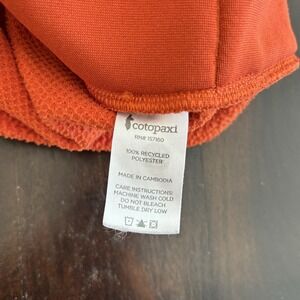 cotopaxi
RN# 157160
100% RECYCLED
POLYESTER
MADE IN CAMBODIA
CARE INSTRUCTIONS:
MACHINE WASH COLD
DO NOT BLEACH
TUMBLE DRY LOW